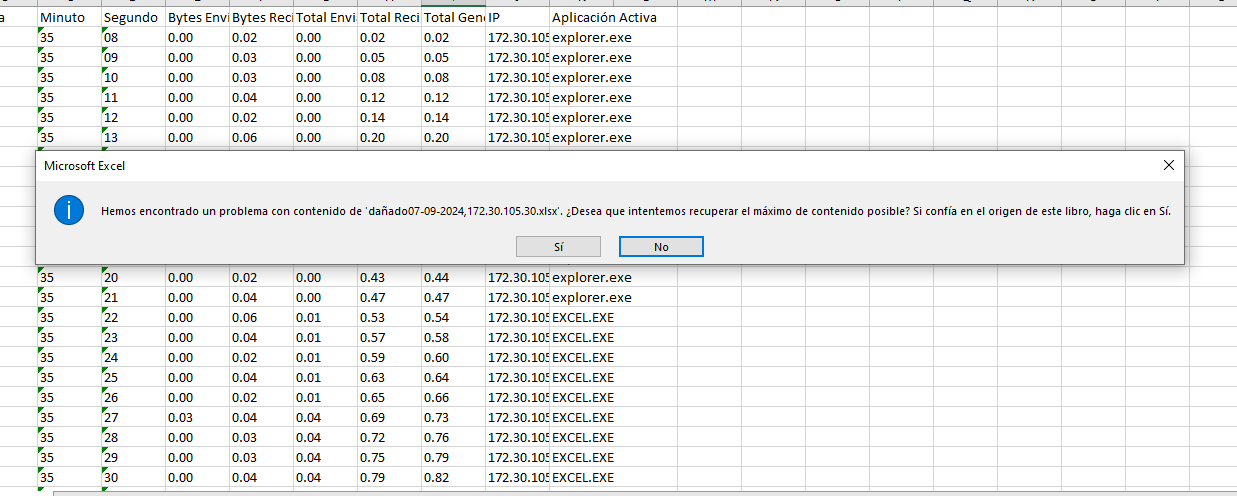 a Minuto Segundo Bytes Envi Bytes Reci Total Envi Total Reci Total Gene IP Aplicación Activa
35 08 0.00 0.02 0.00 0.02 0.02 172.30.105 explorer.exe
35 09 0.00 0.03 0.00 0.05 0.05 172.30.105 explorer.exe
35 10 0.00 0.03 0.00 0.08 0.08 172.30.105 explorer.exe
35 11 0.00 0.04 0.00 0.12 0.12 172.30.105 explorer.exe
35 12 0.00 0.02 0.00 0.14 0.14 172.30.105 explorer.exe
35 13 0.00 0.06 0.00 0.20 0.20 172.30.105 explorer.exe
Microsoft Excel
Hemos encontrado un problema con contenido de 'dañado07-09-2024,172.30.105.30.xlsx'. ¿Desea que intentemos recuperar el máximo de contenido posible? Si confía en el origen de este libro, haga clic en Sí.
Sí No
35 20 0.00 0.02 0.00 0.43 0.44 172.30.105 explorer.exe
35 21 0.00 0.04 0.00 0.47 0.47 172.30.105 explorer.exe
35 22 0.00 0.06 0.01 0.53 0.54 172.30.105 EXCEL.EXE
35 23 0.00 0.04 0.01 0.57 0.58 172.30.105 EXCEL.EXE
35 24 0.00 0.02 0.01 0.59 0.60 172.30.105 EXCEL.EXE
35 25 0.00 0.04 0.01 0.63 0.64 172.30.105 EXCEL.EXE
35 26 0.00 0.02 0.01 0.65 0.66 172.30.105 EXCEL.EXE
35 27 0.03 0.04 0.04 0.69 0.73 172.30.105 EXCEL.EXE
35 28 0.00 0.03 0.04 0.72 0.76 172.30.105 EXCEL.EXE
35 29 0.00 0.03 0.04 0.75 0.79 172.30.105 EXCEL.EXE
35 30 0.00 0.04 0.04 0.79 0.82 172.30.105 EXCEL.EXE